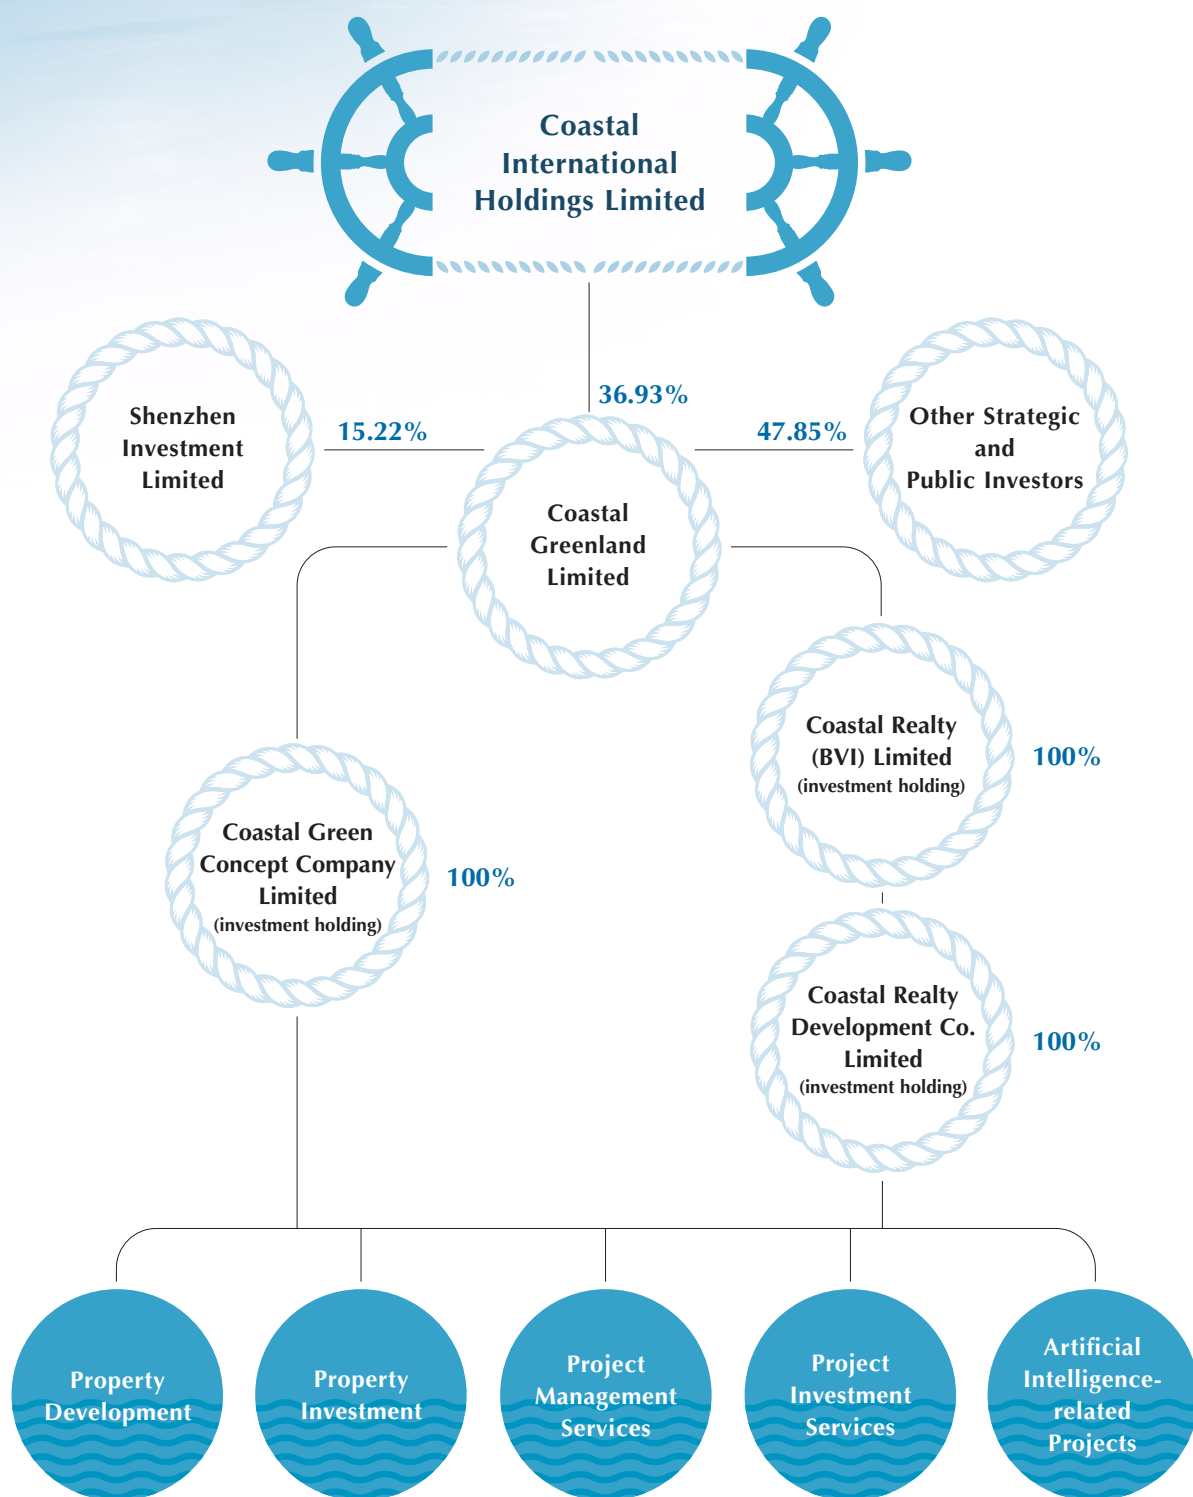 Coastal
International
Holdings Limited
36.93%
Shenzhen
Investment
Limited
15.22%
47.85%
Other Strategic
and
Public Investors
Coastal
Greenland
Limited
Coastal Realty
(BVI) Limited
(investment holding)
100%
Coastal Green
Concept Company
Limited
(investment holding)
100%
Coastal Realty
Development Co.
Limited
(investment holding)
100%
Property
Development
Property
Investment
Project
Management
Services
Project
Investment
Services
Artificial
Intelligence-
related
Projects